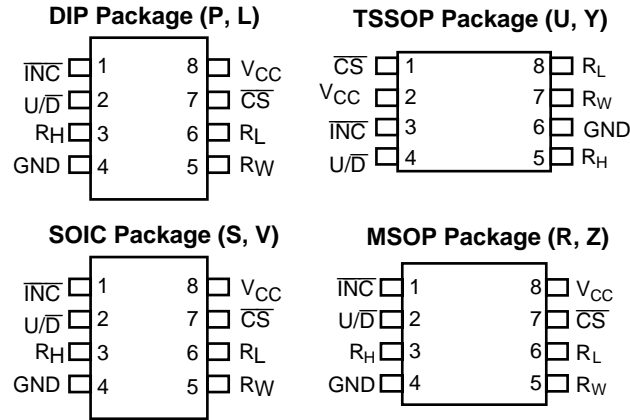 DIP Package (P, L)
INC 1 8 VCC
U/D 2 7 CS
RH 3 6 RL
GND 4 5 RW
TSSOP Package (U, Y)
CS 1 8 RL
VCC 2 7 RW
INC 3 6 GND
U/D 4 5 RH
SOIC Package (S, V)
INC 1 8 VCC
U/D 2 7 CS
RH 3 6 RL
GND 4 5 RW
MSOP Package (R, Z)
INC 1 8 VCC
U/D 2 7 CS
RH 3 6 RL
GND 4 5 RW